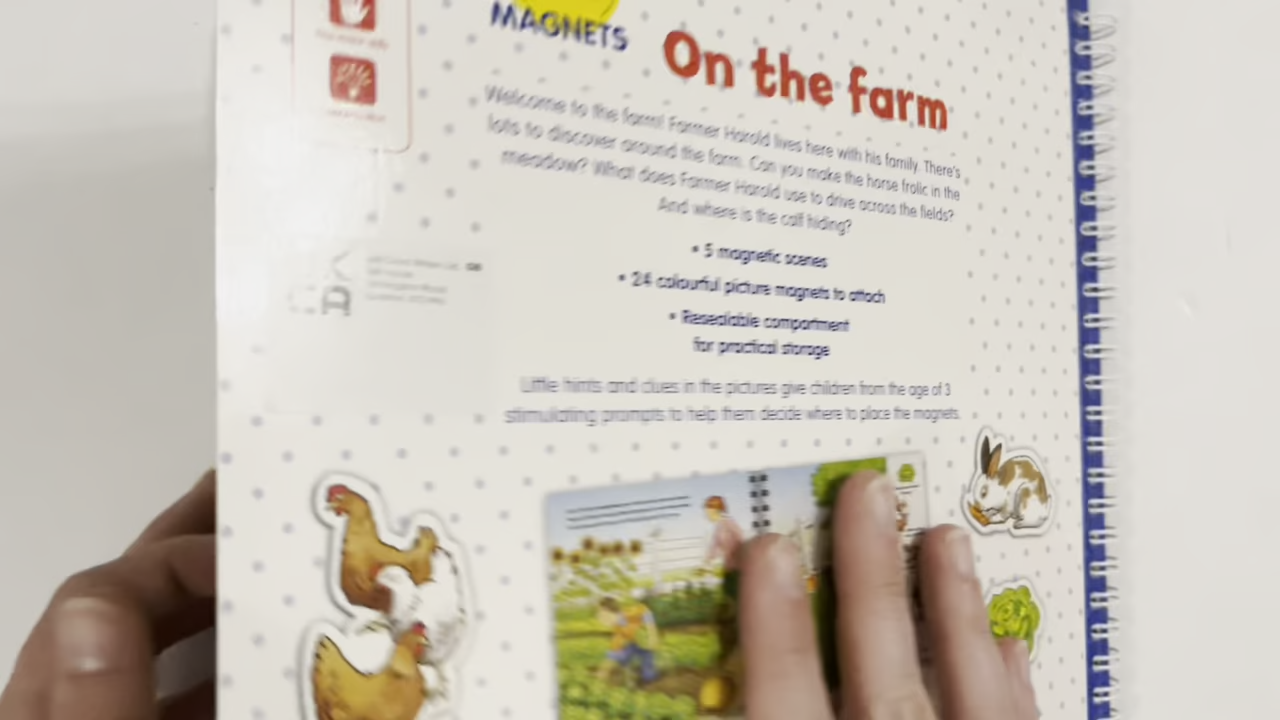 MAGNETS
On the farm
Welcome to the farm! Farmer Harold lives here with his family. There's
lots to discover around the farm. Can you make the horse frolic in the
meadow? What does Farmer Harold use to drive across the fields?
And where is the calf hiding?
• 5 magnetic scenes
• 24 colourful picture magnets to attach
• Resealable compartment
for practical storage
Little hints and clues in the pictures give children from the age of 3
stimulating prompts to help them decide where to place the magnets.
CA